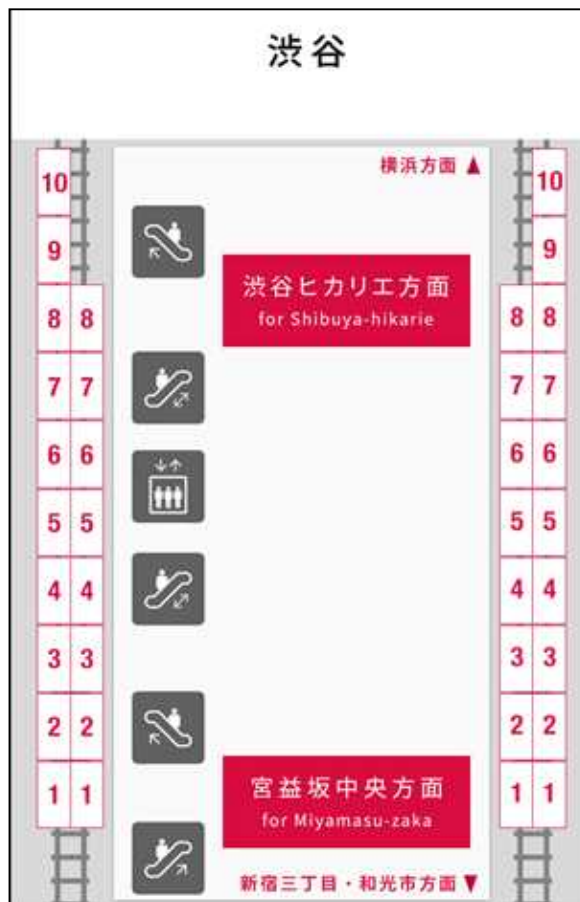 渋谷
横浜方面 ▲
10 10
9 9
渋谷ヒカリエ方面
for Shibuya-hikarie
8 8 8 8
7 7 7 7
6 6 6 6
5 5 5 5
4 4 4 4
3 3 3 3
2 2 2 2
1 1 1 1
宮益坂中央方面
for Miyamasu-zaka
新宿三丁目・和光市方面 ▼